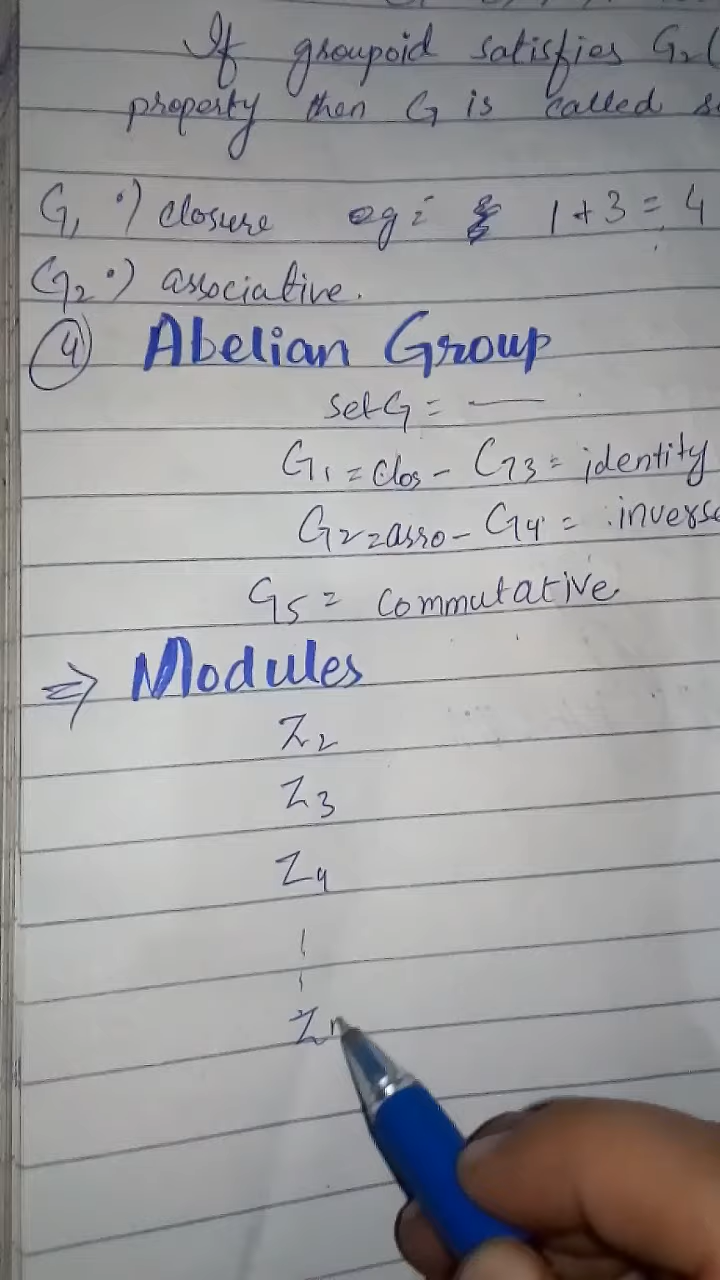 If groupoid satisfies G2(
property then G is called
G1 •) closure eg: 1 + 3 = 4
G2 •) associative.
(4) Abelian Group
set G = —
G1 = clos - G3 = identity
G2 = asso - G4 = inverse
G5 = commutative
⇒ Modules
Z2
Z3
Z4
Zn